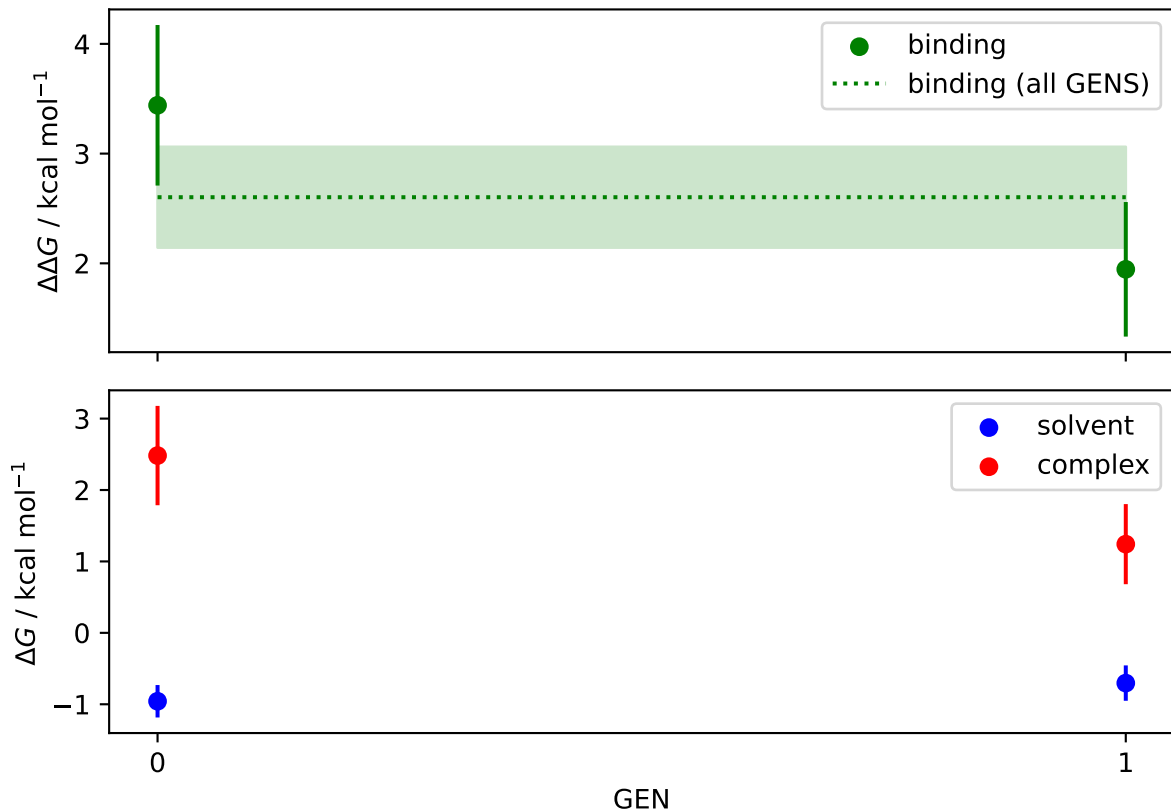 4
3
2
ΔΔG / kcal mol⁻¹
binding
binding (all GENS)
3
2
1
0
−1
ΔG / kcal mol⁻¹
solvent
complex
0 1
GEN